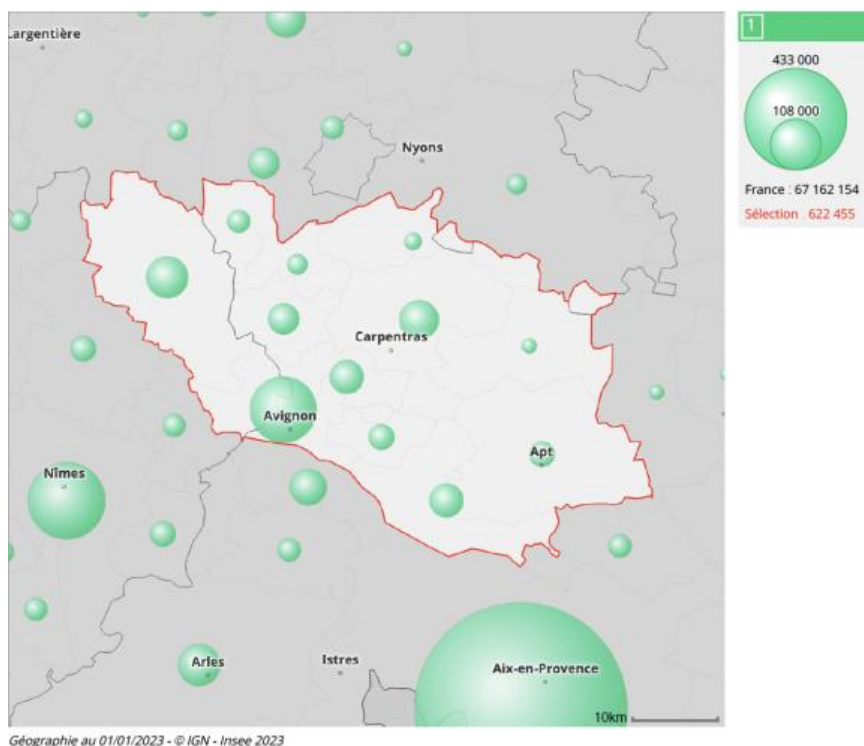 Largentière
Nyons
Carpentras
Avignon
Apt
Nîmes
Arles
Istres
Aix-en-Provence
10km
1
433 000
108 000
France : 67 162 154
Sélection : 622 455
Géographie au 01/01/2023 - © IGN - Insee 2023